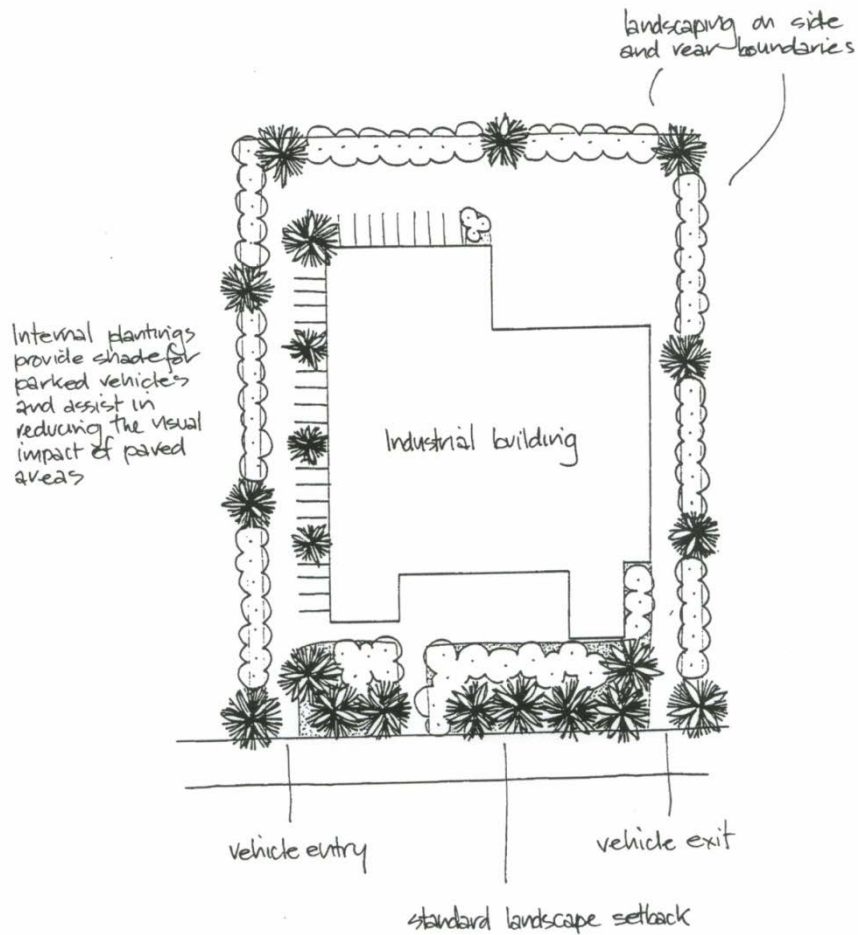 landscaping on side
and rear boundaries
Internal plantings
provide shade for
parked vehicles
and assist in
reducing the visual
impact of paved
areas
Industrial building
vehicle entry
vehicle exit
standard landscape setback